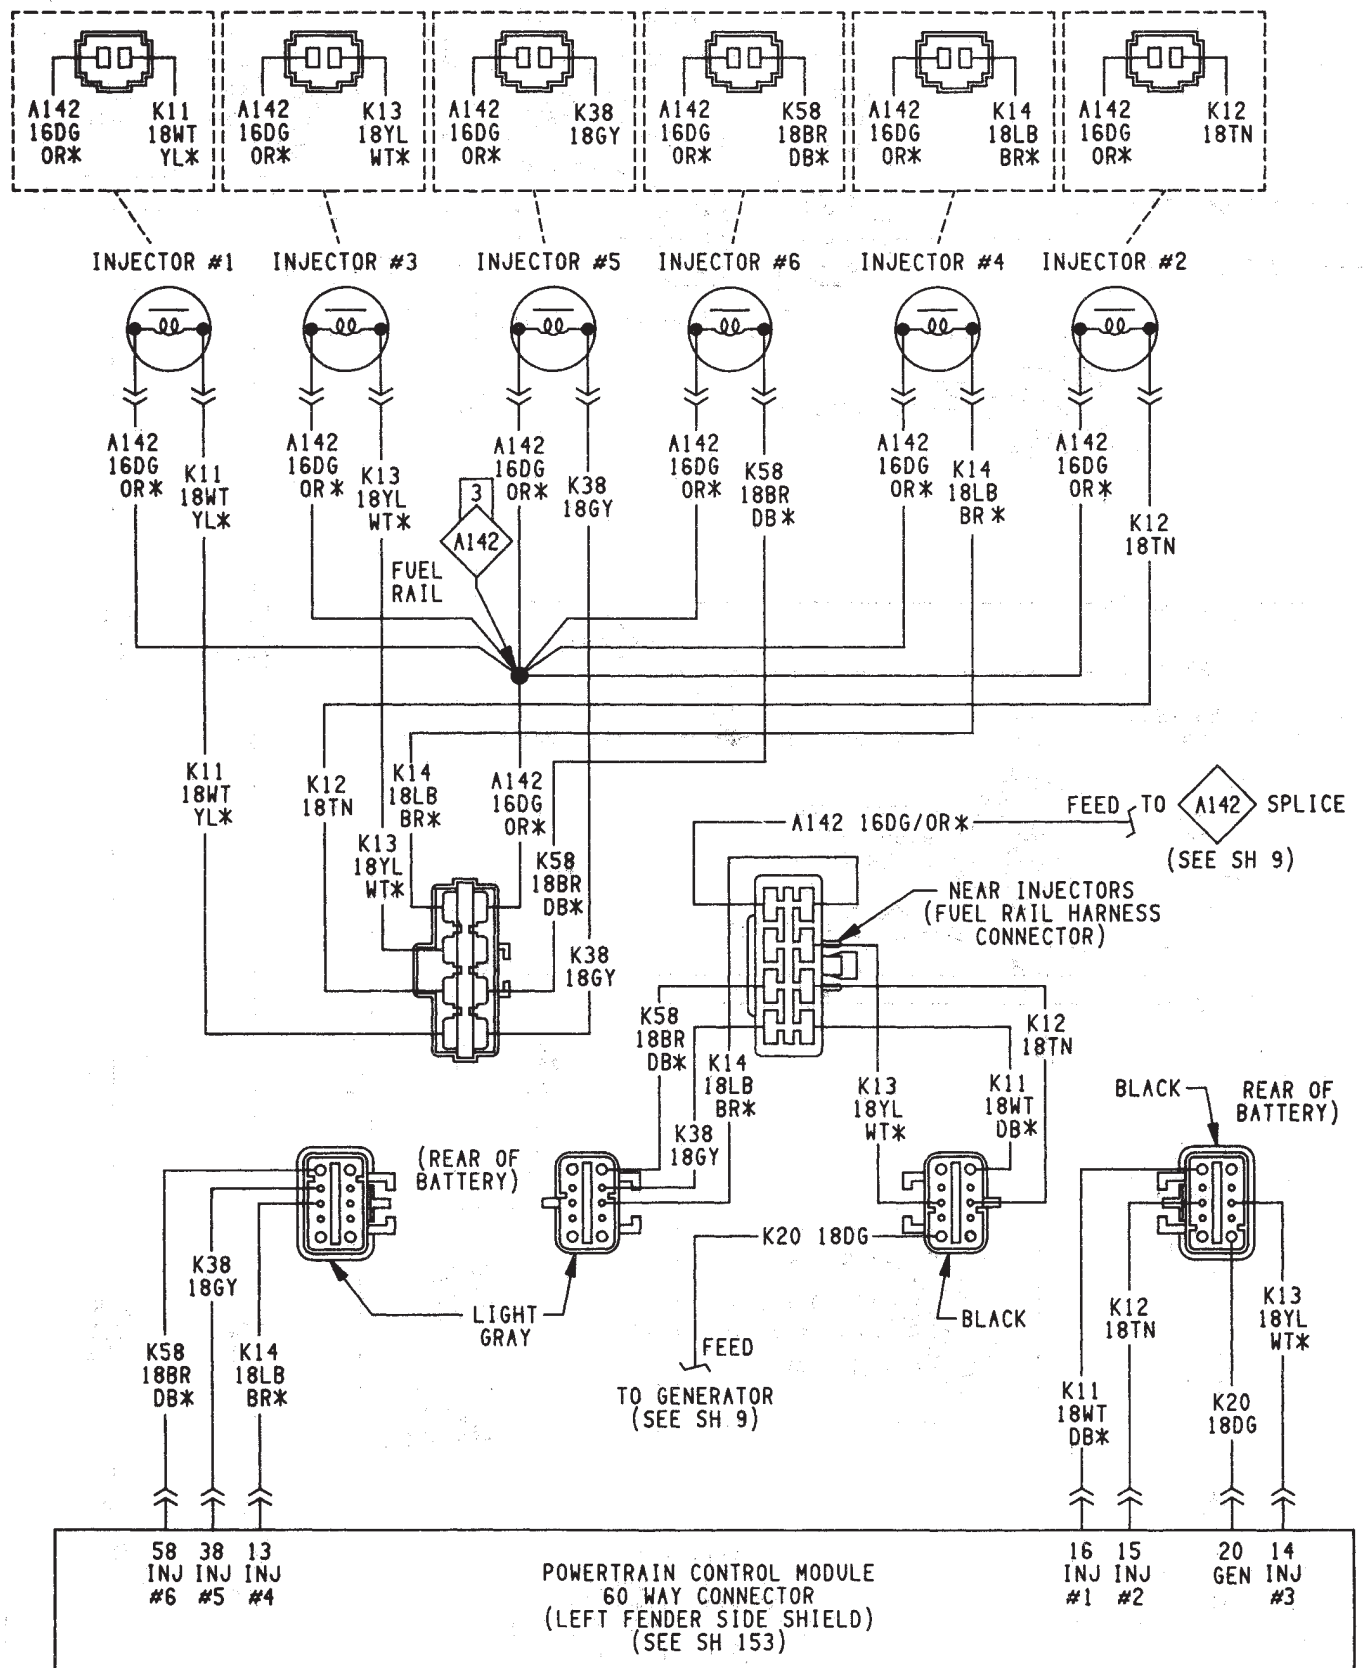 A142
16DG
OR*
K11
18WT
YL*
A142
16DG
OR*
K13
18YL
WT*
A142
16DG
OR*
K38
18GY
A142
16DG
OR*
K58
18BR
DB*
A142
16DG
OR*
K14
18LB
BR*
A142
16DG
OR*
K12
18TN
INJECTOR #1
INJECTOR #3
INJECTOR #5
INJECTOR #6
INJECTOR #4
INJECTOR #2
A142
16DG
OR*
K11
18WT
YL*
A142
16DG
OR*
K13
18YL
WT*
3
A142
FUEL
RAIL
A142
16DG
OR*
K38
18GY
A142
16DG
OR*
K58
18BR
DB*
A142
16DG
OR*
K14
18LB
BR*
A142
16DG
OR*
K12
18TN
K11
18WT
YL*
K12
18TN
K14
18LB
BR*
K13
18YL
WT*
A142
16DG
OR*
K58
18BR
DB*
K38
18GY
A142 16DG/OR*
FEED TO A142 SPLICE
(SEE SH 9)
NEAR INJECTORS
(FUEL RAIL HARNESS
CONNECTOR)
K58
18BR
DB*
K14
18LB
BR*
K38
18GY
K13
18YL
WT*
K11
18WT
DB*
K12
18TN
BLACK
REAR OF
BATTERY)
(REAR OF
BATTERY)
K20 18DG
LIGHT
GRAY
BLACK
FEED
TO GENERATOR
(SEE SH 9)
K58
18BR
DB*
K38
18GY
K14
18LB
BR*
K11
18WT
DB*
K12
18TN
K20
18DG
K13
18YL
WT*
58
INJ
#6
38
INJ
#5
13
INJ
#4
POWERTRAIN CONTROL MODULE
60 WAY CONNECTOR
(LEFT FENDER SIDE SHIELD)
(SEE SH 153)
16
INJ
#1
15
INJ
#2
20
GEN
14
INJ
#3